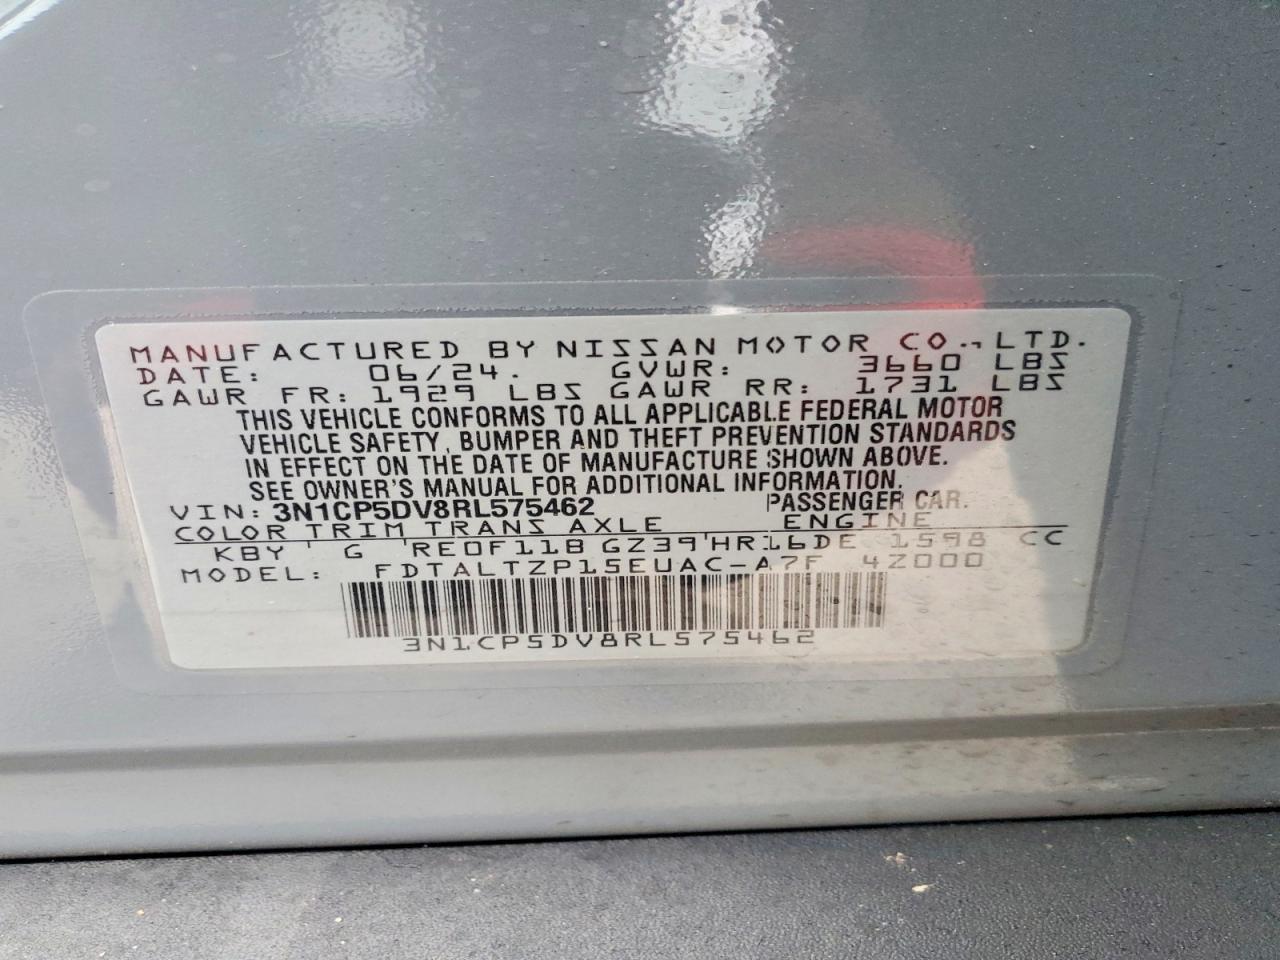 MANUFACTURED BY NISSAN MOTOR CO., LTD.
DATE: 06/24. GVWR: 3660 LBS
GAWR FR: 1929 LBS GAWR RR: 1731 LBS
THIS VEHICLE CONFORMS TO ALL APPLICABLE FEDERAL MOTOR
VEHICLE SAFETY, BUMPER AND THEFT PREVENTION STANDARDS
IN EFFECT ON THE DATE OF MANUFACTURE SHOWN ABOVE.
SEE OWNER'S MANUAL FOR ADDITIONAL INFORMATION.
VIN: 3N1CP5DV8RL575462 PASSENGER CAR.
COLOR TRIM TRANS AXLE ENGINE
KBY G RE0F11B GZ39 HR16DE 1598 CC
MODEL: FDTALTZP15EUAC-A7F 4Z000
3N1CP5DV8RL575462